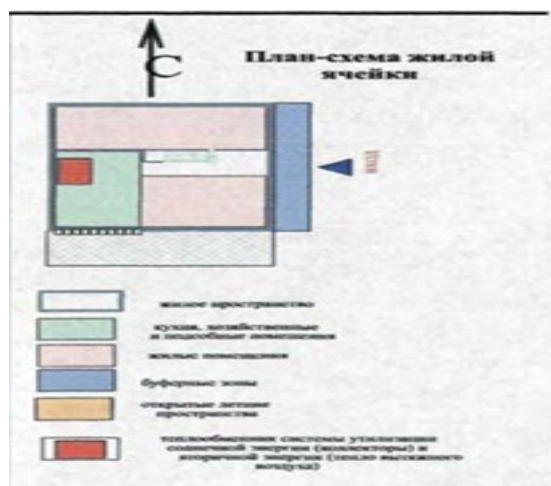 С
План-схема жилой
ячейки
ВХОД
жилое пространство
кухня, хозяйственные
и подсобные помещения
жилые помещения
буферные зоны
открытые летние
пространства
теплообменник системы утилизации
солнечной энергии (коллекторы) и
вторичной энергии (тепло вытяжного
воздуха)